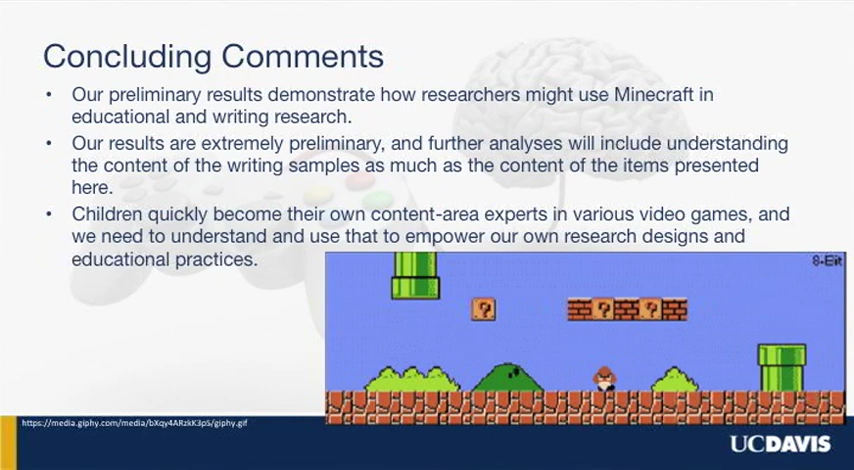 Concluding Comments
• Our preliminary results demonstrate how researchers might use Minecraft in
educational and writing research.
• Our results are extremely preliminary, and further analyses will include understanding
the content of the writing samples as much as the content of the items presented
here.
• Children quickly become their own content-area experts in various video games, and
we need to understand and use that to empower our own research designs and
educational practices.
8-Bit
? ? ?
https://media.giphy.com/media/bXqy4ARzkK3pS/giphy.gif
UCDAVIS